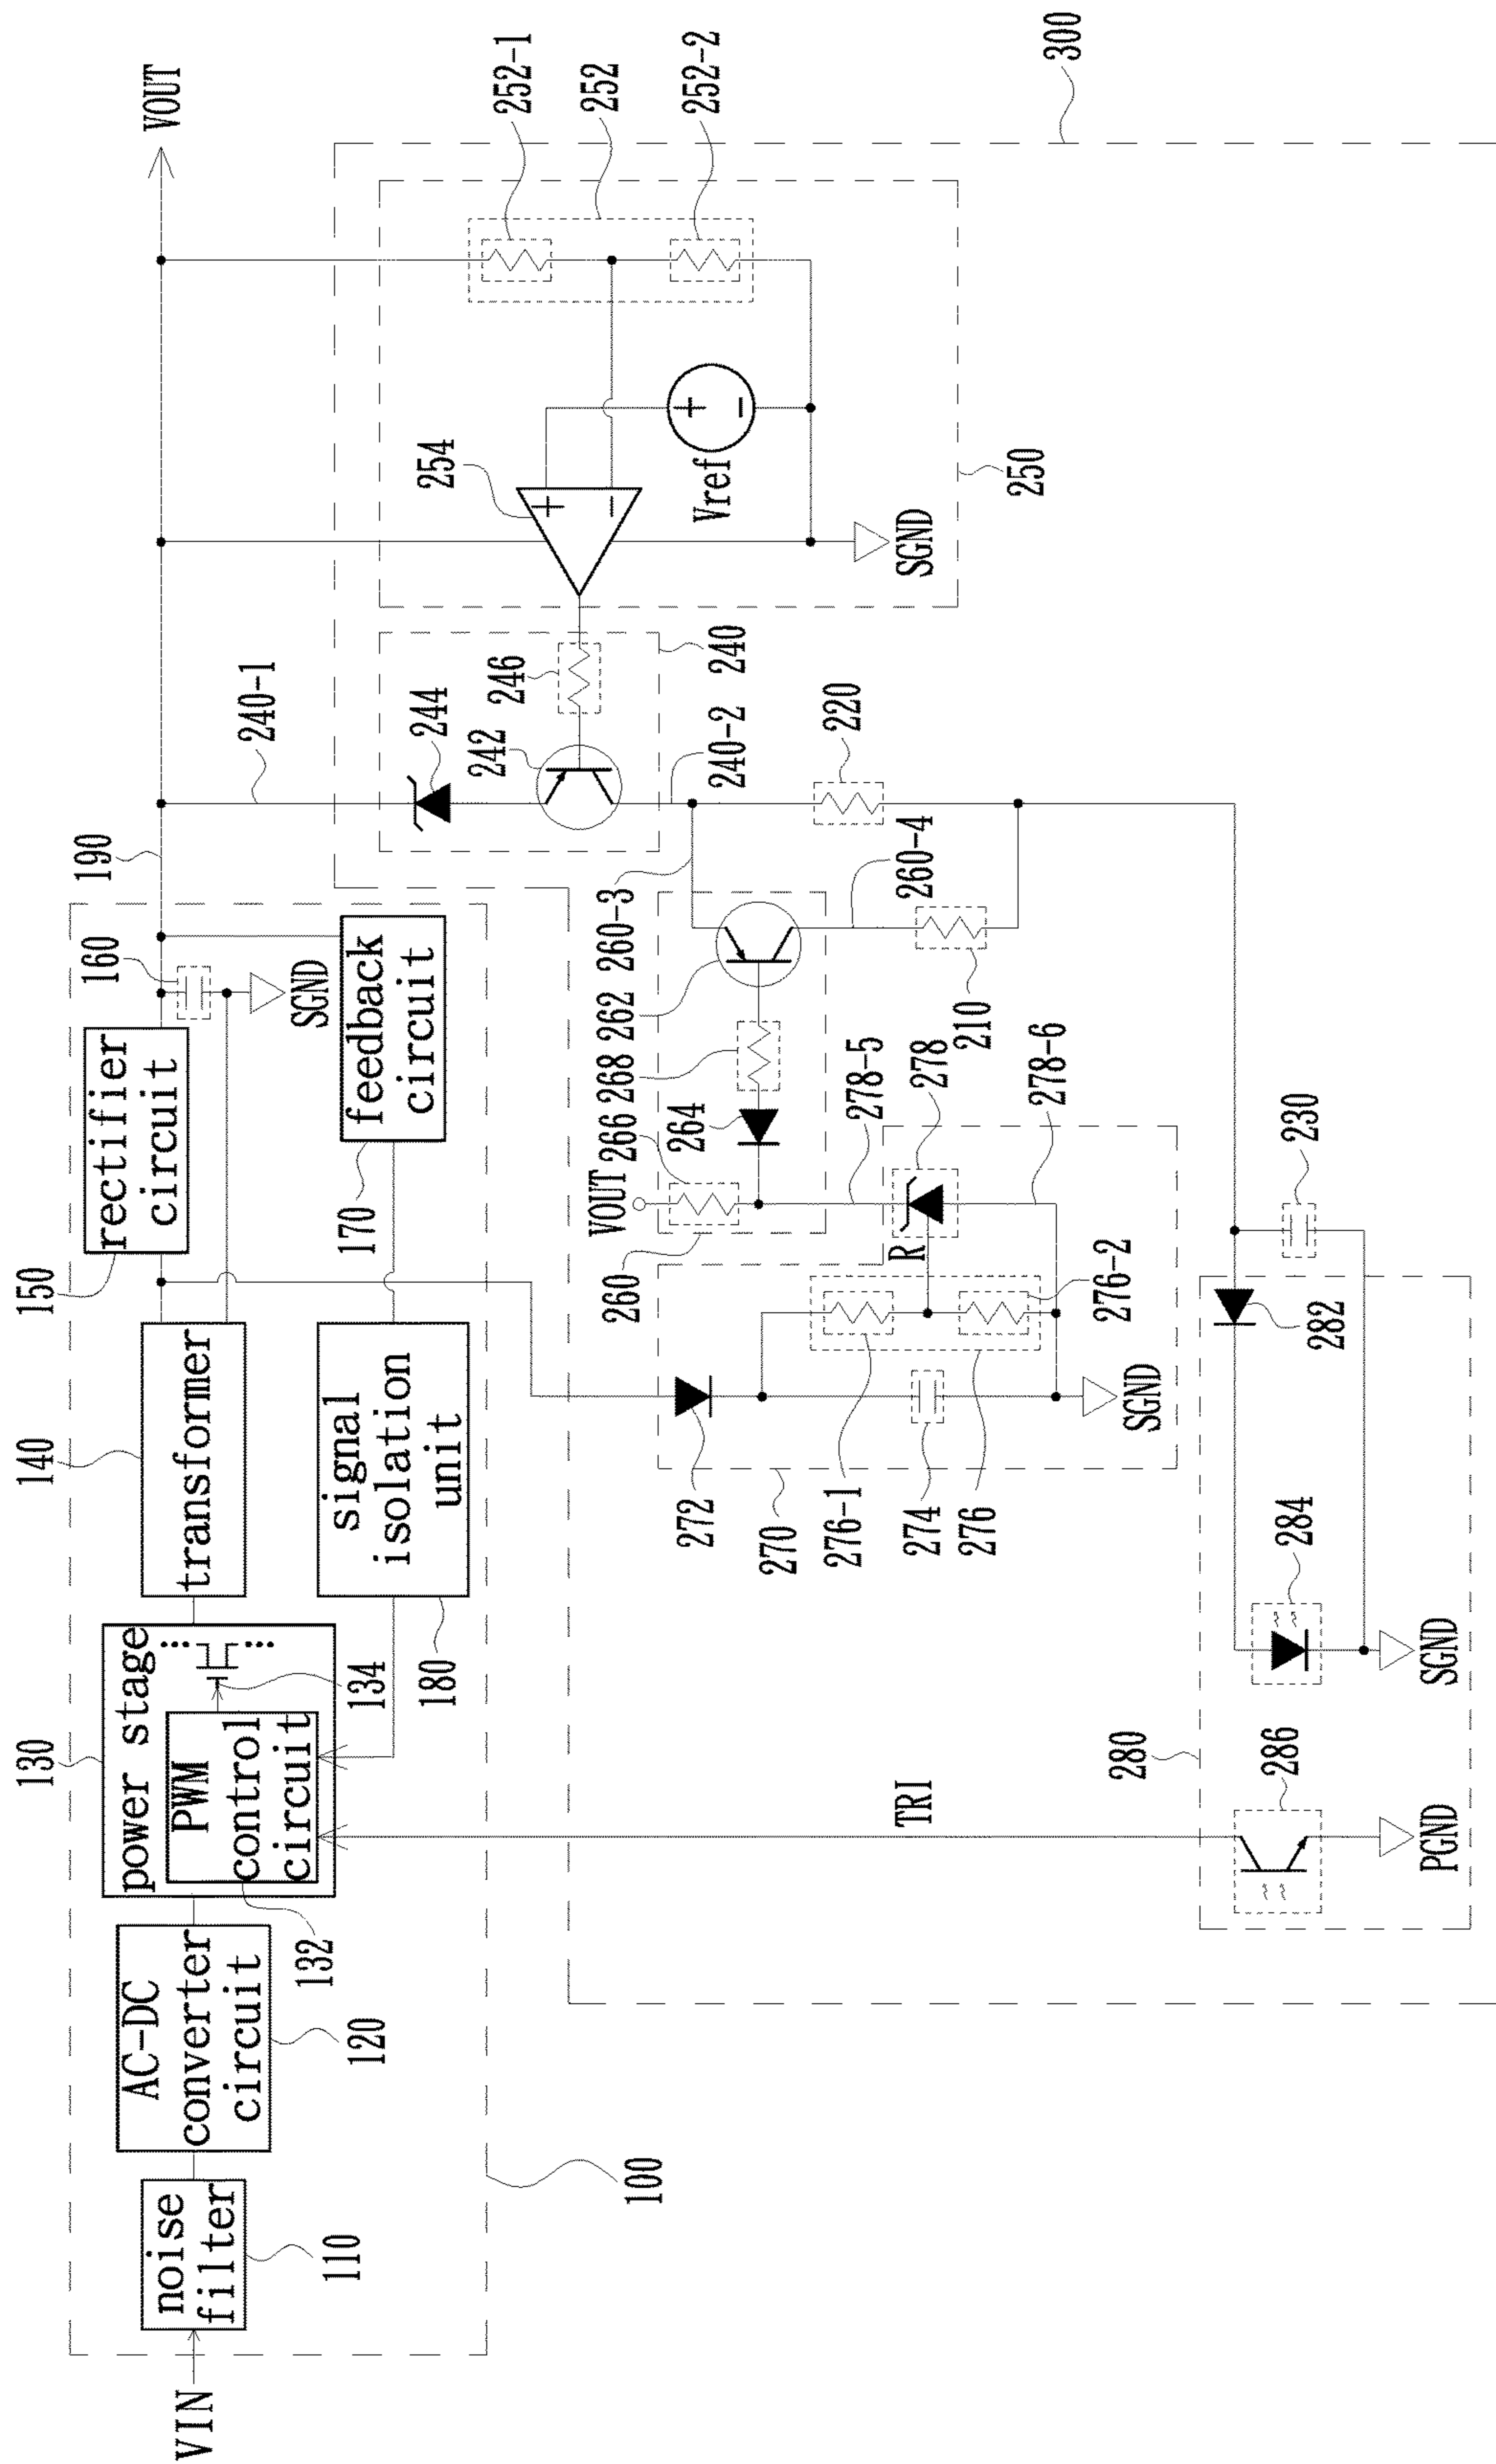 VIN
noise
filter
110
AC-DC
converter
circuit
120
130
power stage
PWM
control
circuit
132
134
140
transformer
150
rectifier
circuit
160
SGND
190
VOUT
signal
isolation
unit
180
170
feedback
circuit
100
240-1
244
242
246
240
240-2
254
+
−
Vref
+
−
252-1
252
252-2
SGND
250
300
VOUT
266
264
268
262
260
260-3
260-4
220
210
278-5
278
278-6
R
272
270
276-1
274
276
276-2
SGND
TRI
280
286
PGND
284
SGND
282
230